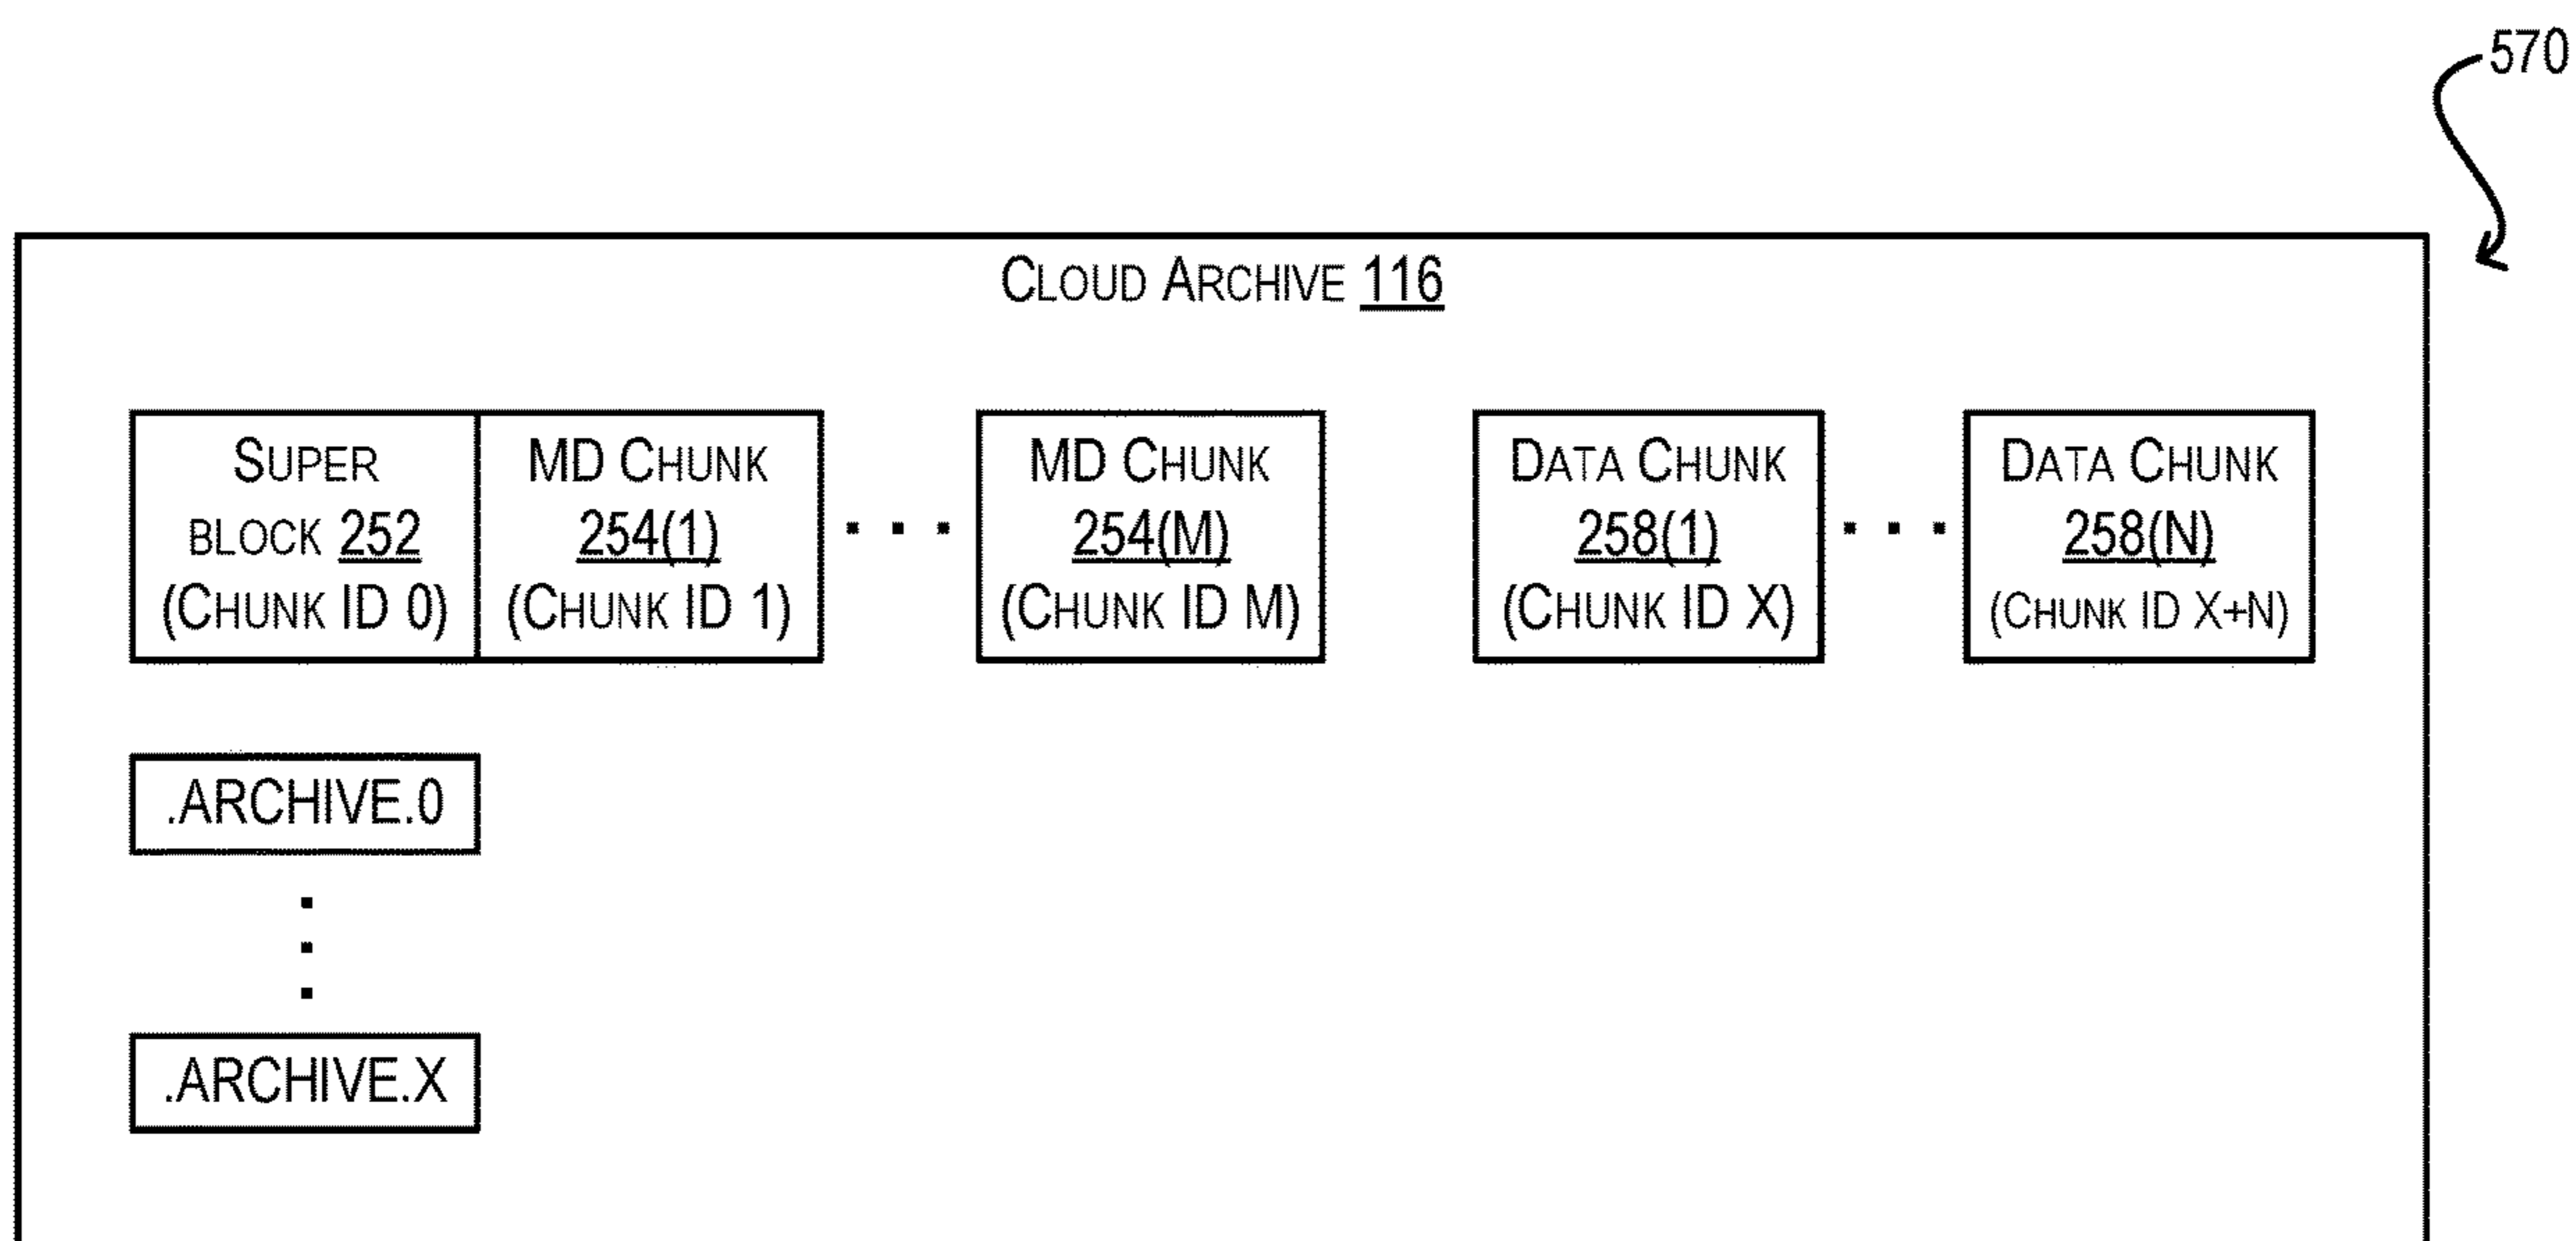 570
Cloud Archive 116
Super
block 252
(Chunk ID 0)
MD Chunk
254(1)
(Chunk ID 1)
MD Chunk
254(M)
(Chunk ID M)
Data Chunk
258(1)
(Chunk ID X)
Data Chunk
258(N)
(Chunk ID X+N)
.ARCHIVE.0
.ARCHIVE.X